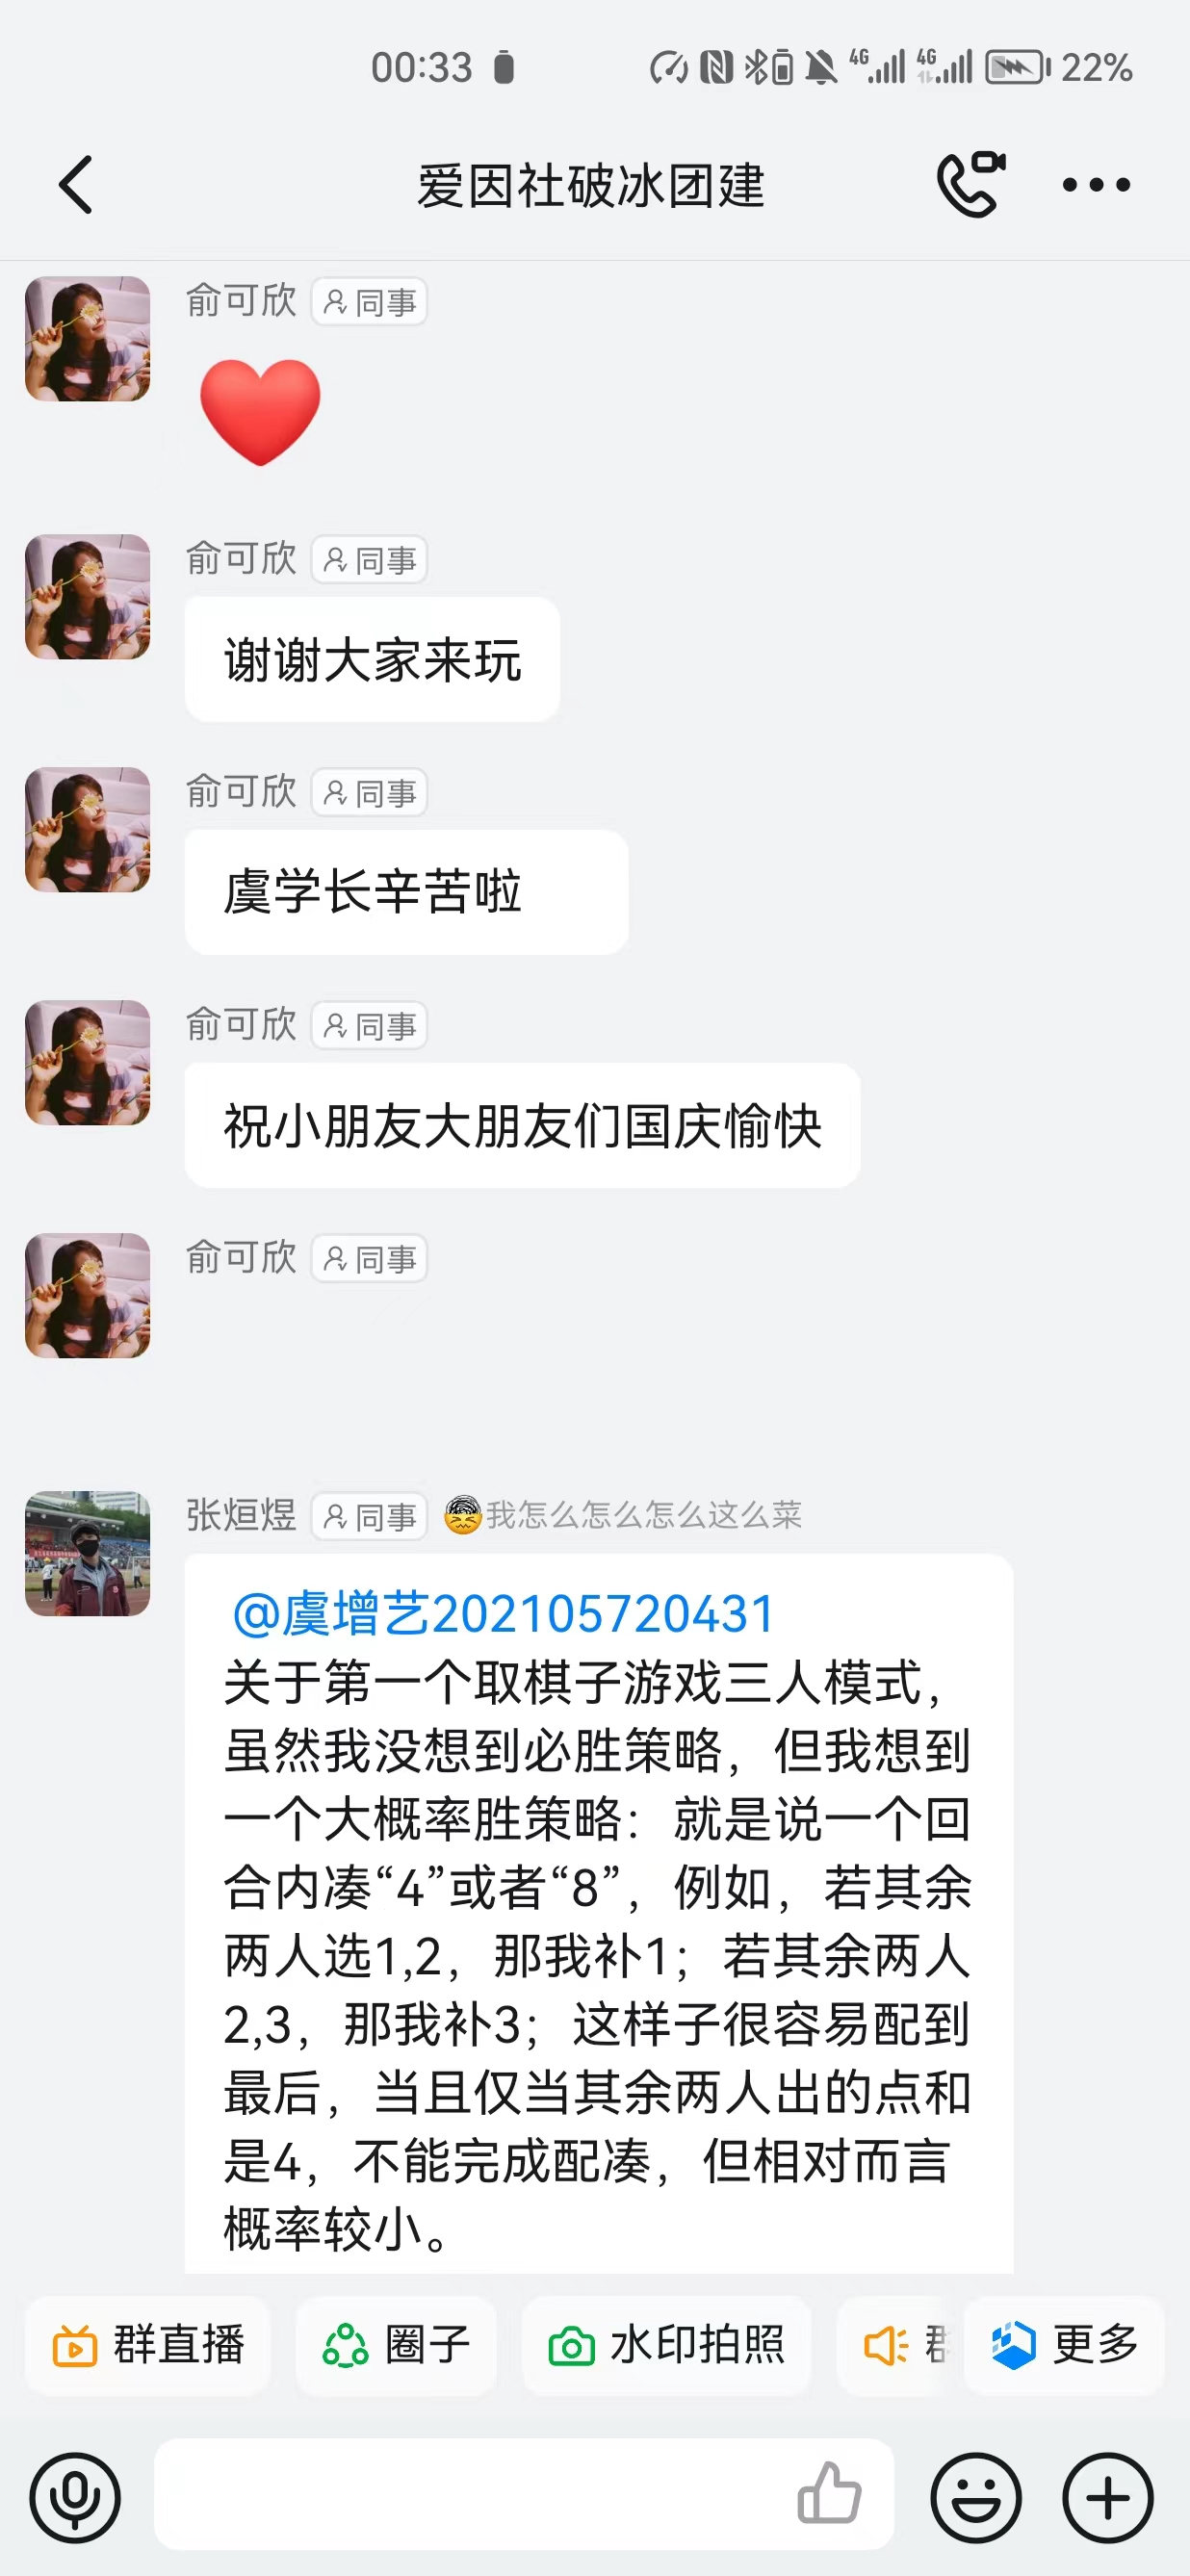 00:33
4G
4G
22%
爱因社破冰团建
俞可欣 同事
俞可欣 同事
谢谢大家来玩
俞可欣 同事
虞学长辛苦啦
俞可欣 同事
祝小朋友大朋友们国庆愉快
俞可欣 同事
张烜煜 同事 我怎么怎么怎么这么菜
@虞增艺202105720431
关于第一个取棋子游戏三人模式，
虽然我没想到必胜策略，但我想到
一个大概率胜策略：就是说一个回
合内凑“4”或者“8”，例如，若其余
两人选1,2，那我补1；若其余两人
2,3，那我补3；这样子很容易配到
最后，当且仅当其余两人出的点和
是4，不能完成配凑，但相对而言
概率较小。
群直播 圈子 水印拍照 群 更多